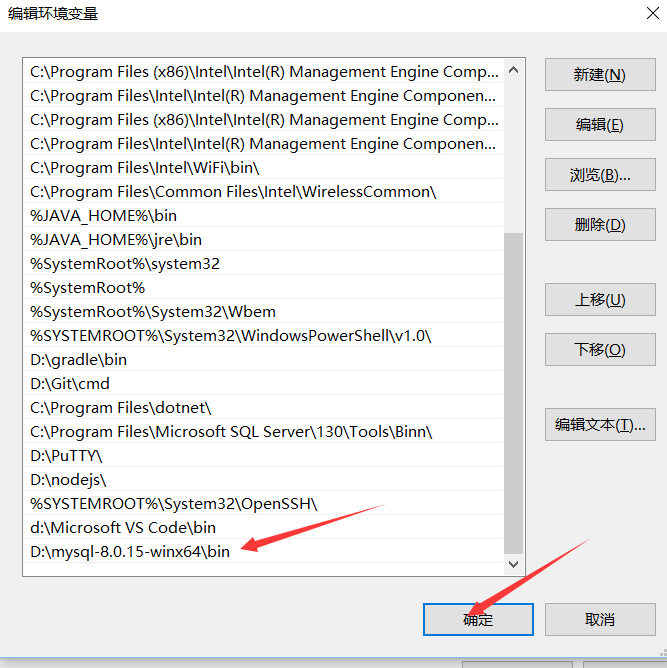 编辑环境变量
C:\Program Files (x86)\Intel\Intel(R) Management Engine Comp...
C:\Program Files\Intel\Intel(R) Management Engine Componen...
C:\Program Files (x86)\Intel\Intel(R) Management Engine Comp...
C:\Program Files\Intel\Intel(R) Management Engine Componen...
C:\Program Files\Intel\WiFi\bin\
C:\Program Files\Common Files\Intel\WirelessCommon\
%JAVA_HOME%\bin
%JAVA_HOME%\jre\bin
%SystemRoot%\system32
%SystemRoot%
%SystemRoot%\System32\Wbem
%SYSTEMROOT%\System32\WindowsPowerShell\v1.0\
D:\gradle\bin
D:\Git\cmd
C:\Program Files\dotnet\
C:\Program Files\Microsoft SQL Server\130\Tools\Binn\
D:\PuTTY\
D:\nodejs\
%SYSTEMROOT%\System32\OpenSSH\
d:\Microsoft VS Code\bin
D:\mysql-8.0.15-winx64\bin
新建(N)
编辑(E)
浏览(B)...
删除(D)
上移(U)
下移(O)
编辑文本(T)...
确定
取消